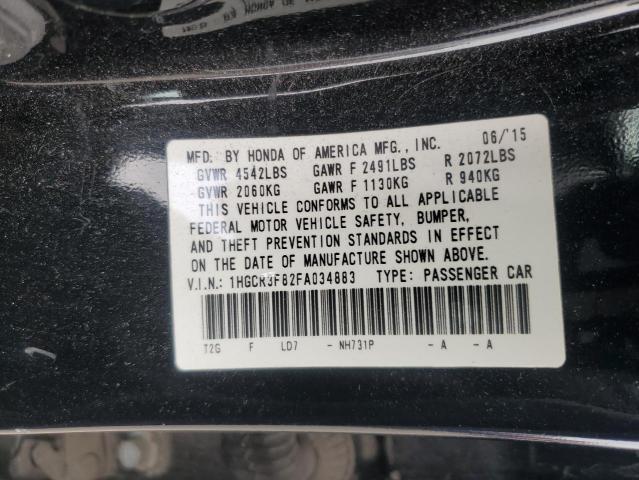 MFD. BY HONDA OF AMERICA MFG., INC. 06/'15
GVWR 4542LBS GAWR F 2491LBS R 2072LBS
GVWR 2060KG GAWR F 1130KG R 940KG
THIS VEHICLE CONFORMS TO ALL APPLICABLE
FEDERAL MOTOR VEHICLE SAFETY, BUMPER,
AND THEFT PREVENTION STANDARDS IN EFFECT
ON THE DATE OF MANUFACTURE SHOWN ABOVE.
V.I.N.: 1HGCR3F82FA034883 TYPE: PASSENGER CAR
T2G F LD7 - NH731P - A - A